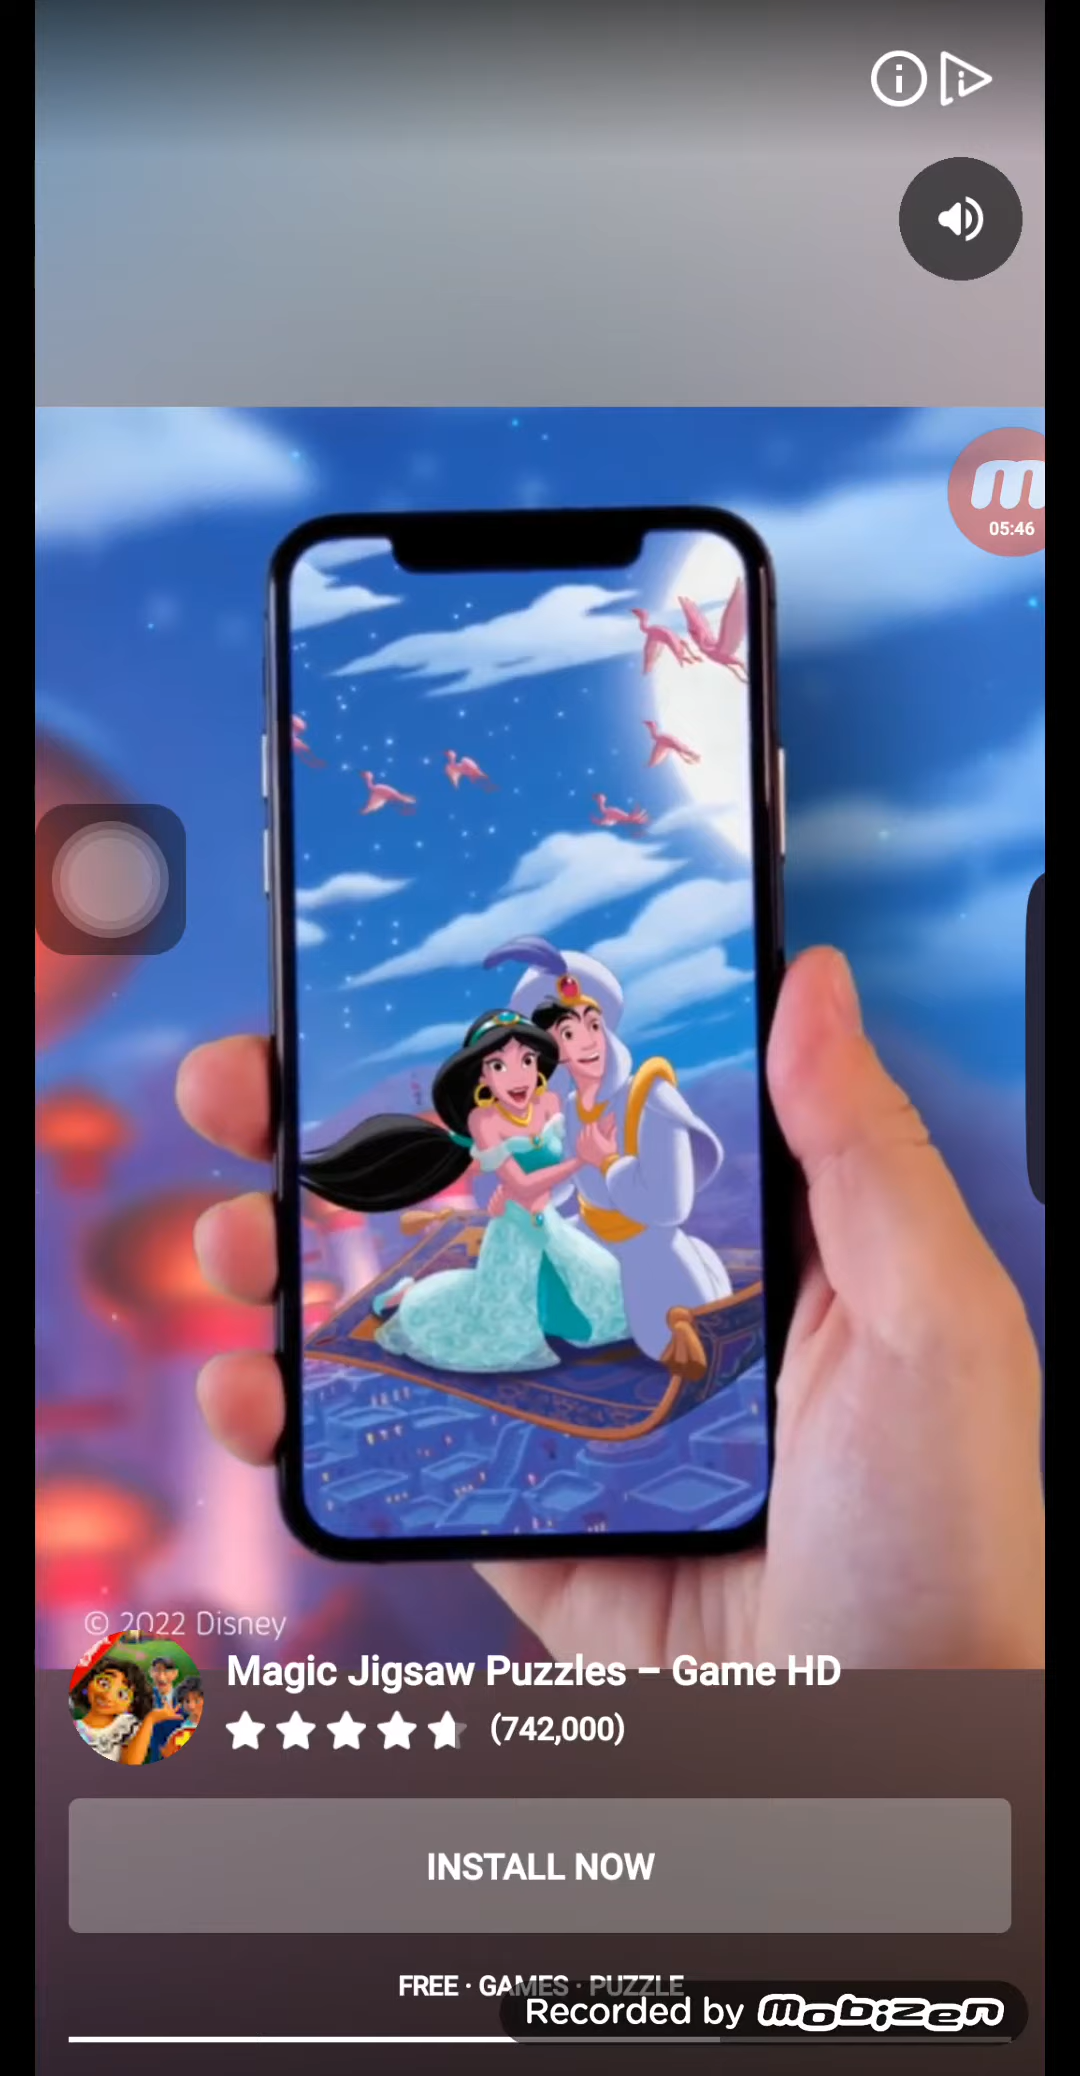 05:46
© 2022 Disney
Magic Jigsaw Puzzles – Game HD
(742,000)
INSTALL NOW
FREE · GAMES · PUZZLE
Recorded by mobizen